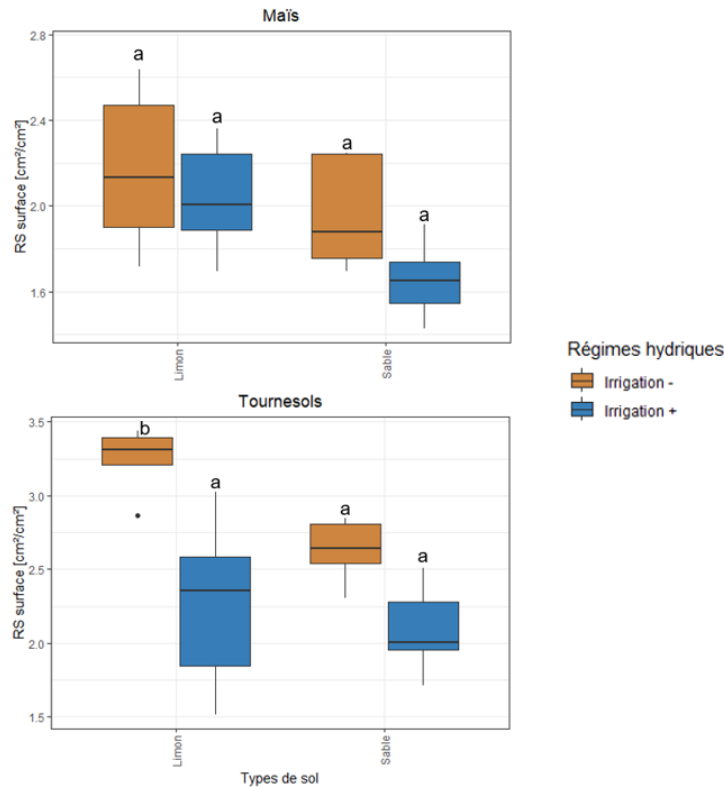 Maïs
RS surface [cm²/cm²]
2.8
2.4
2.0
1.6
a
a
a
a
Limon
Sable
Régimes hydriques
Irrigation -
Irrigation +
Tournesols
RS surface [cm²/cm²]
3.5
3.0
2.5
2.0
1.5
b
a
a
a
Limon
Sable
Types de sol